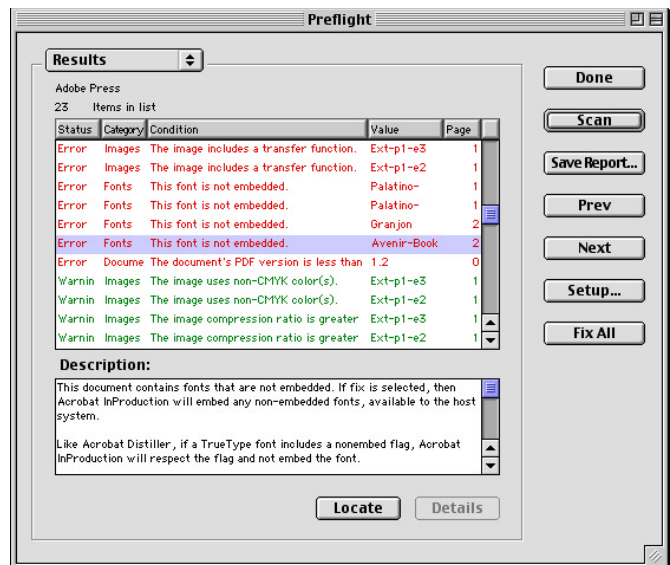 Preflight
Results
Adobe Press
23 Items in list
Status Category Condition Value Page
Error Images The image includes a transfer function. Ext-p1-e3 1
Error Images The image includes a transfer function. Ext-p1-e2 1
Error Fonts This font is not embedded. Palatino- 1
Error Fonts This font is not embedded. Palatino- 1
Error Fonts This font is not embedded. Granjon 2
Error Fonts This font is not embedded. Avenir-Book 2
Error Docume The document's PDF version is less than 1.2 0
Warnin Images The image uses non-CMYK color(s). Ext-p1-e3 1
Warnin Images The image uses non-CMYK color(s). Ext-p1-e2 1
Warnin Images The image compression ratio is greater Ext-p1-e3 1
Warnin Images The image compression ratio is greater Ext-p1-e2 1
Description:
This document contains fonts that are not embedded. If fix is selected, then
Acrobat InProduction will embed any non-embedded fonts, available to the host
system.
Like Acrobat Distiller, if a TrueType font includes a nonembed flag, Acrobat
InProduction will respect the flag and not embed the font.
Locate Details
Done
Scan
Save Report...
Prev
Next
Setup...
Fix All